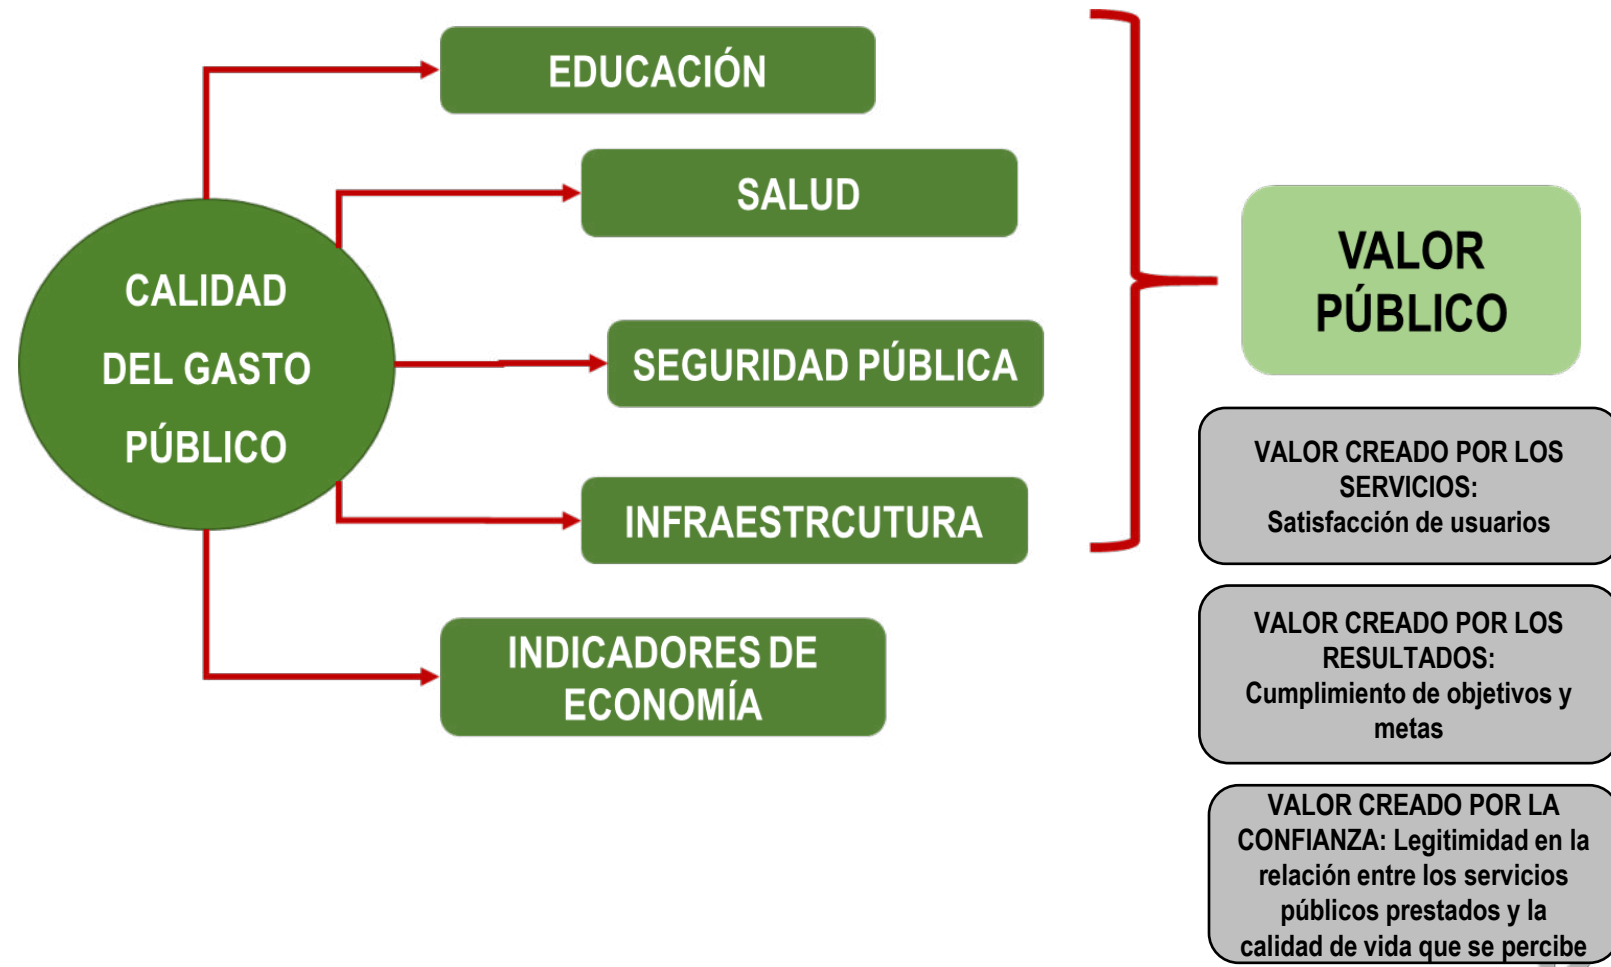 CALIDAD
DEL GASTO
PÚBLICO
EDUCACIÓN
SALUD
SEGURIDAD PÚBLICA
INFRAESTRCUTURA
INDICADORES DE
ECONOMÍA
VALOR
PÚBLICO
VALOR CREADO POR LOS
SERVICIOS:
Satisfacción de usuarios
VALOR CREADO POR LOS
RESULTADOS:
Cumplimiento de objetivos y
metas
VALOR CREADO POR LA
CONFIANZA: Legitimidad en la
relación entre los servicios
públicos prestados y la
calidad de vida que se percibe